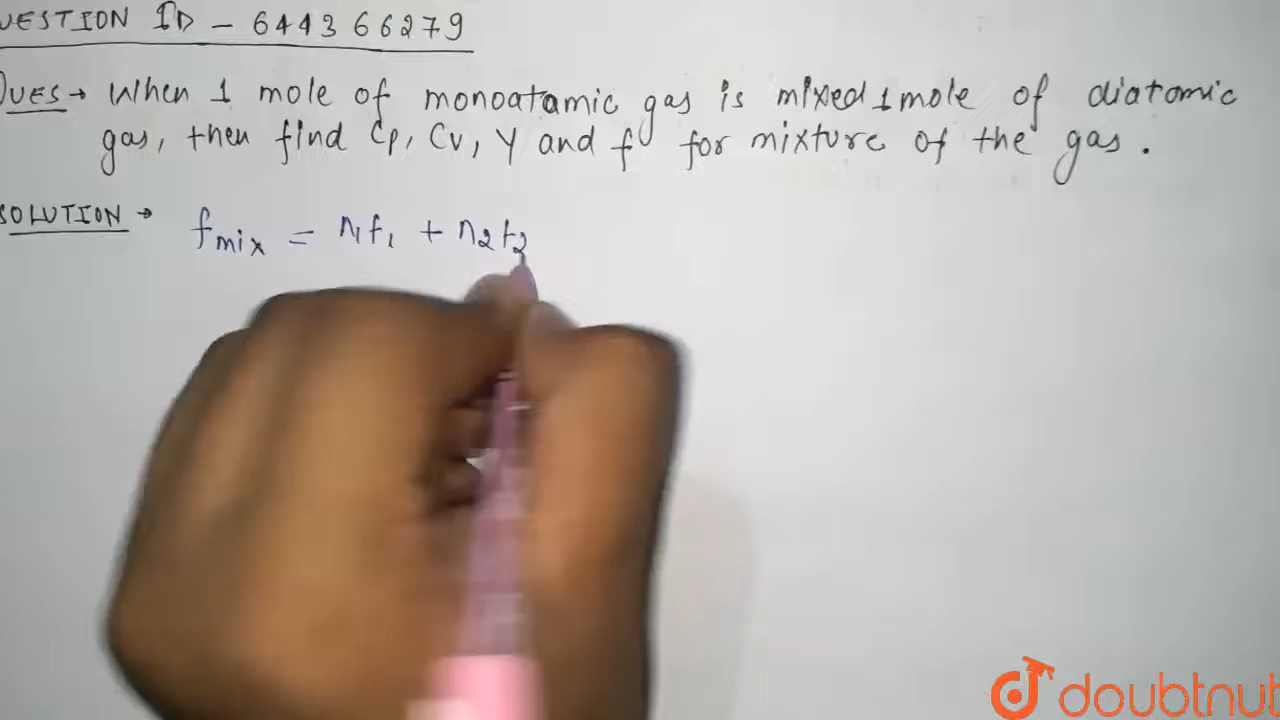 UESTION ID - 644366279
QUES → When 1 mole of monoatamic gas is mixed 1 mole of diatomic
gas, then find Cp, Cv, Y and f for mixture of the gas.
SOLUTION → fmix = n1f1 + n2f2
doubtnut